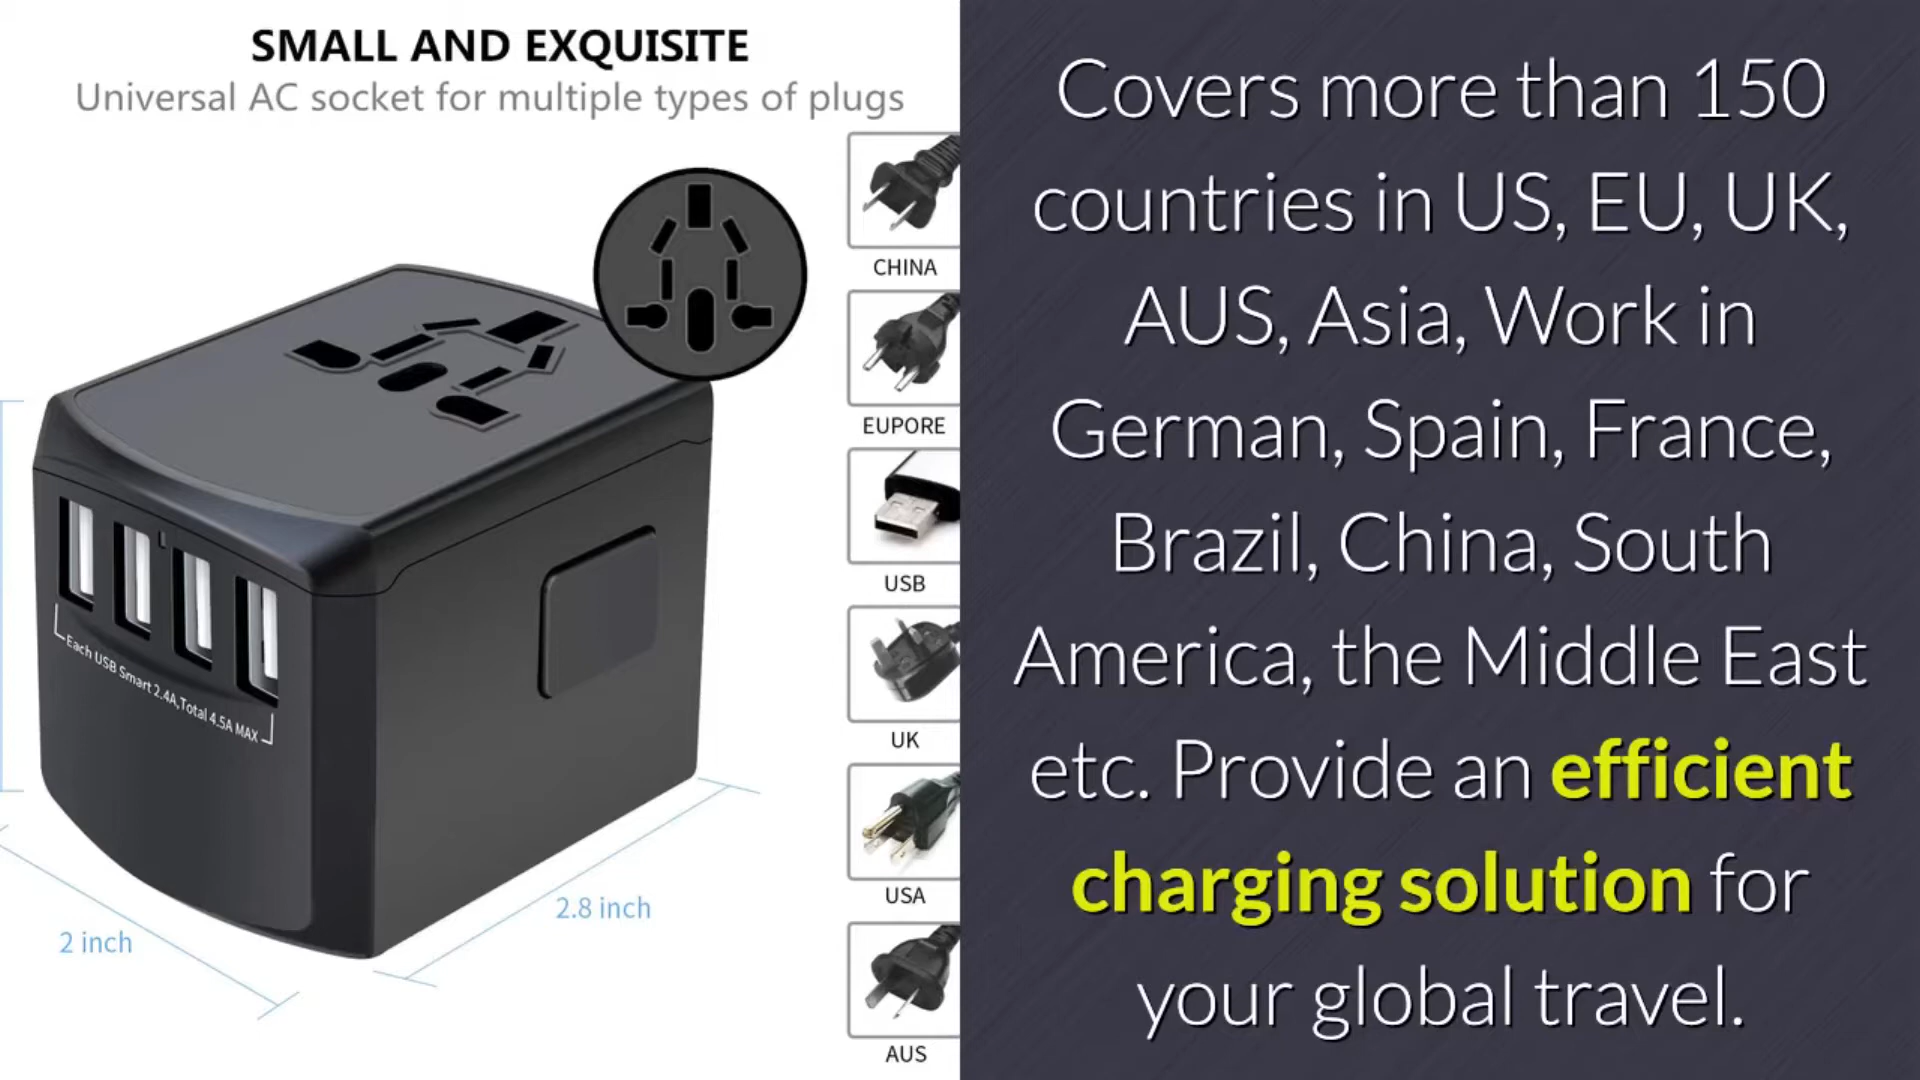 SMALL AND EXQUISITE
Universal AC socket for multiple types of plugs
CHINA
EUPORE
USB
UK
USA
AUS
Each USB Smart 2.4A,Total 4.5A MAX
2 inch
2.8 inch
Covers more than 150
countries in US, EU, UK,
AUS, Asia, Work in
German, Spain, France,
Brazil, China, South
America, the Middle East
etc. Provide an efficient
charging solution for
your global travel.